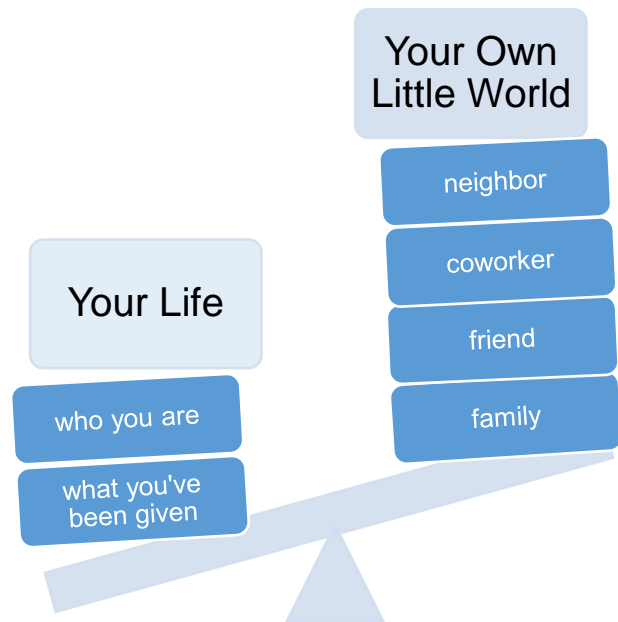 Your Life
who you are
what you've
been given
Your Own
Little World
neighbor
coworker
friend
family